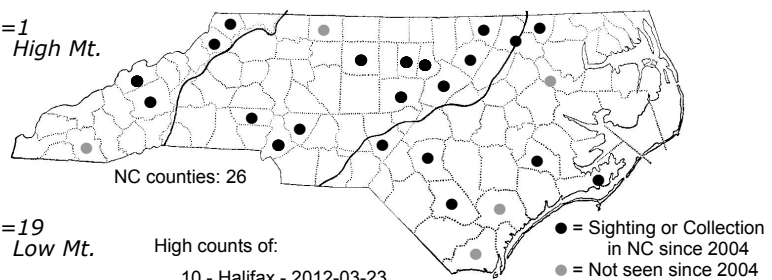 =1
High Mt.
NC counties: 26
=19
Low Mt.
High counts of:
10 - Halifax - 2012-03-23
● = Sighting or Collection
in NC since 2004
● = Not seen since 2004